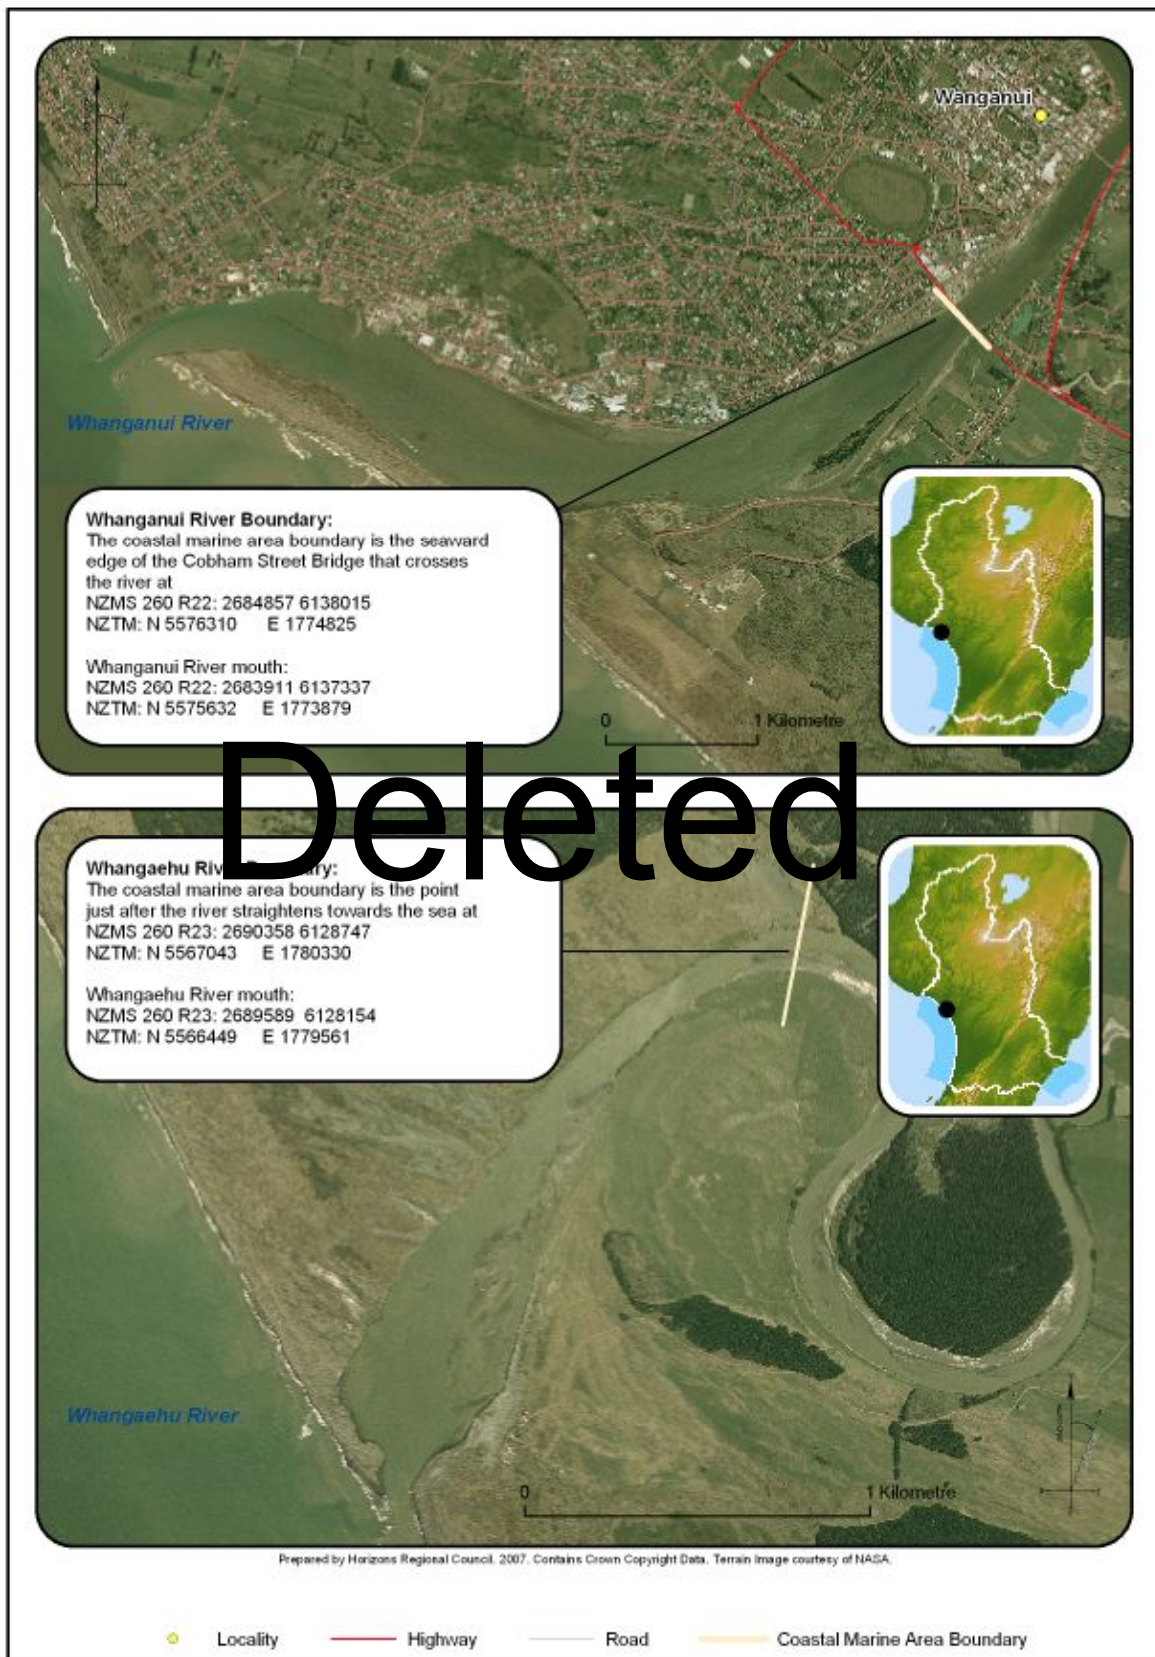 Wanganui
Whanganui River
Whanganui River Boundary:
The coastal marine area boundary is the seaward
edge of the Cobham Street Bridge that crosses
the river at
NZMS 260 R22: 2684857 6138015
NZTM: N 5576310 E 1774825
Whanganui River mouth:
NZMS 260 R22: 2683911 6137337
NZTM: N 5575632 E 1773879
0 1 Kilometre
Deleted
Whangaehu River Boundary:
The coastal marine area boundary is the point
just after the river straightens towards the sea at
NZMS 260 R23: 2690358 6128747
NZTM: N 5567043 E 1780330
Whangaehu River mouth:
NZMS 260 R23: 2689589 6128154
NZTM: N 5566449 E 1779561
Whangaehu River
0 1 Kilometre
Prepared by Horizons Regional Council. 2007. Contains Crown Copyright Data. Terrain Image courtesy of NASA.
Locality Highway Road Coastal Marine Area Boundary